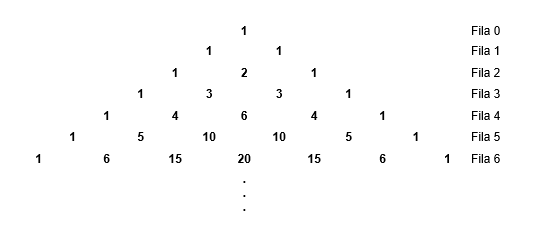 1 Fila 0
1 1 Fila 1
1 2 1 Fila 2
1 3 3 1 Fila 3
1 4 6 4 1 Fila 4
1 5 10 10 5 1 Fila 5
1 6 15 20 15 6 1 Fila 6
.
.
.